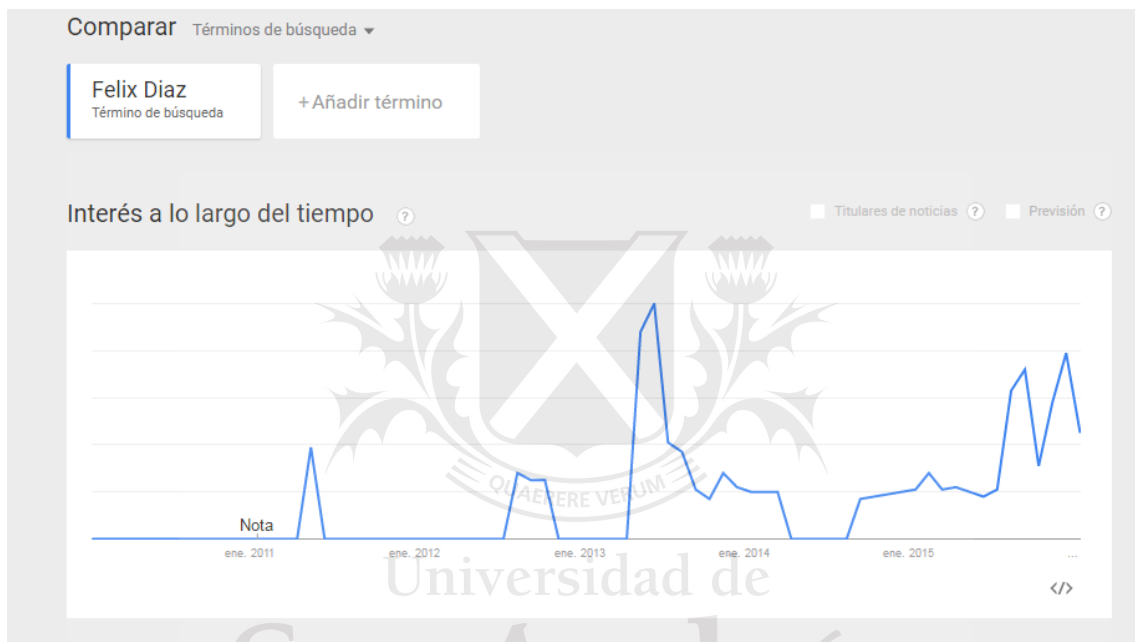 Comparar Términos de búsqueda
Felix Diaz
Término de búsqueda
+Añadir término
Interés a lo largo del tiempo ?
Titulares de noticias ? Previsión ?
QUAERERE VERUM
Nota
ene. 2011 ene. 2012 ene. 2013 ene. 2014 ene. 2015 ...
Universidad de
</>